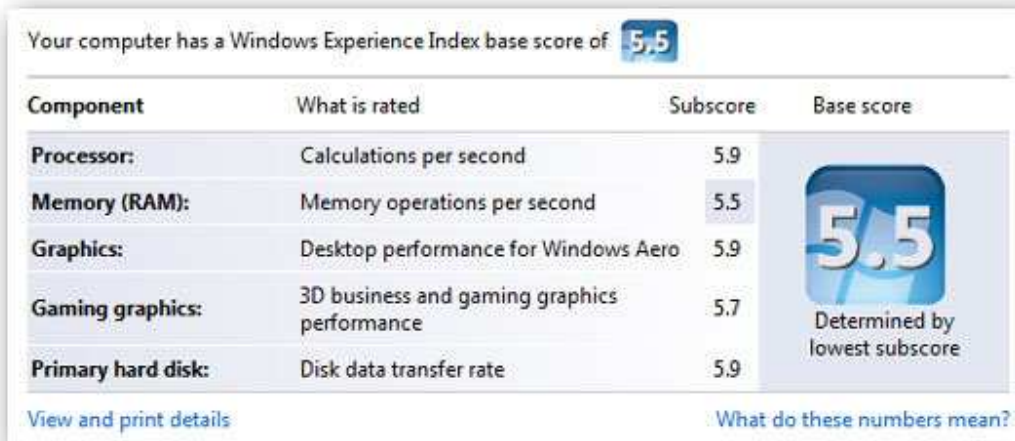 Your computer has a Windows Experience Index base score of 5.5
Component What is rated Subscore Base score
Processor: Calculations per second 5.9
Memory (RAM): Memory operations per second 5.5
Graphics: Desktop performance for Windows Aero 5.9
Gaming graphics: 3D business and gaming graphics
performance 5.7
Primary hard disk: Disk data transfer rate 5.9
5.5
Determined by
lowest subscore
View and print details What do these numbers mean?